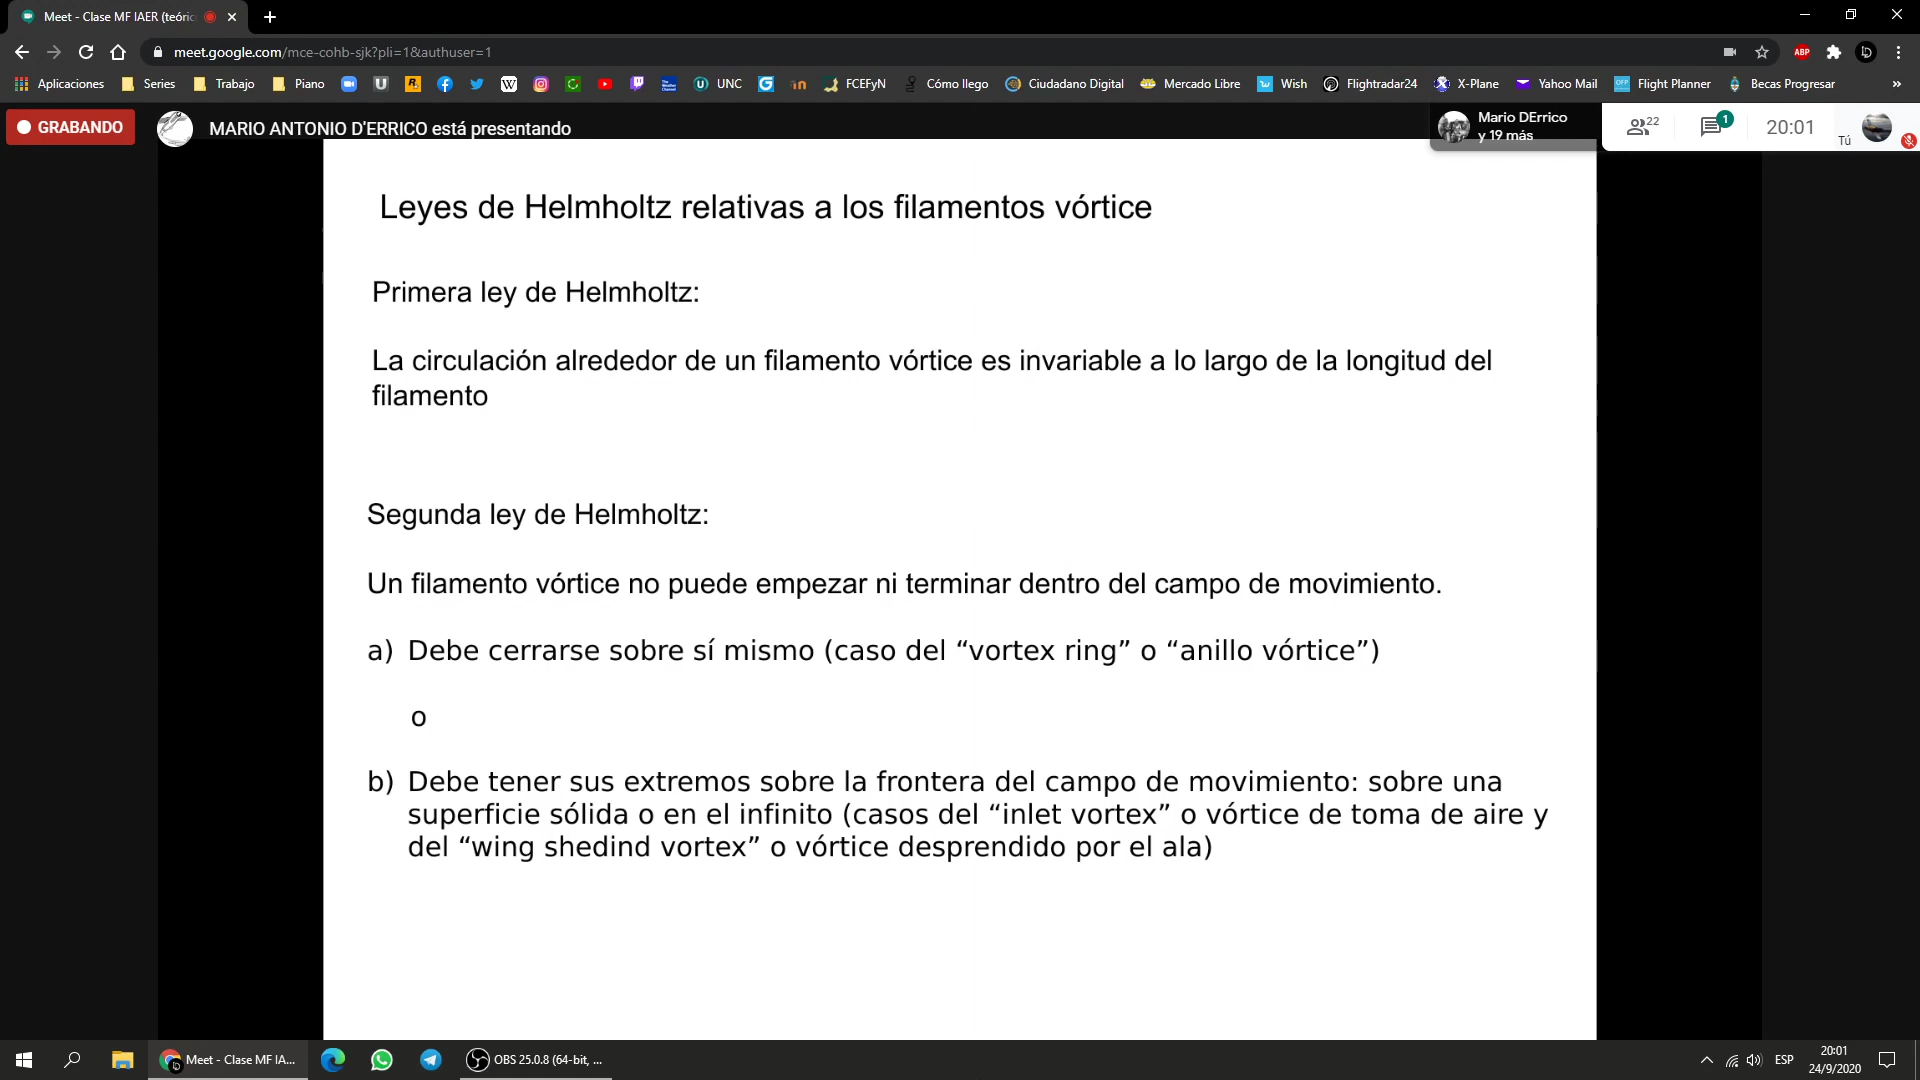 Meet - Clase MF IAER (teóric
meet.google.com/mce-cohb-sjk?pli=1&authuser=1
ABP
Aplicaciones Series Trabajo Piano UNC FCEFyN Cómo llego Ciudadano Digital Mercado Libre Wish Flightradar24 X-Plane Yahoo Mail Flight Planner Becas Progresar »
GRABANDO
MARIO ANTONIO D'ERRICO está presentando
Mario DErrico
y 19 más
22
1
20:01
Tú
Leyes de Helmholtz relativas a los filamentos vórtice
Primera ley de Helmholtz:
La circulación alrededor de un filamento vórtice es invariable a lo largo de la longitud del
filamento
Segunda ley de Helmholtz:
Un filamento vórtice no puede empezar ni terminar dentro del campo de movimiento.
a) Debe cerrarse sobre sí mismo (caso del “vortex ring” o “anillo vórtice”)
o
b) Debe tener sus extremos sobre la frontera del campo de movimiento: sobre una
superficie sólida o en el infinito (casos del “inlet vortex” o vórtice de toma de aire y
del “wing shedind vortex” o vórtice desprendido por el ala)
Meet - Clase MF IA...
OBS 25.0.8 (64-bit, ...
ESP
20:01
24/9/2020